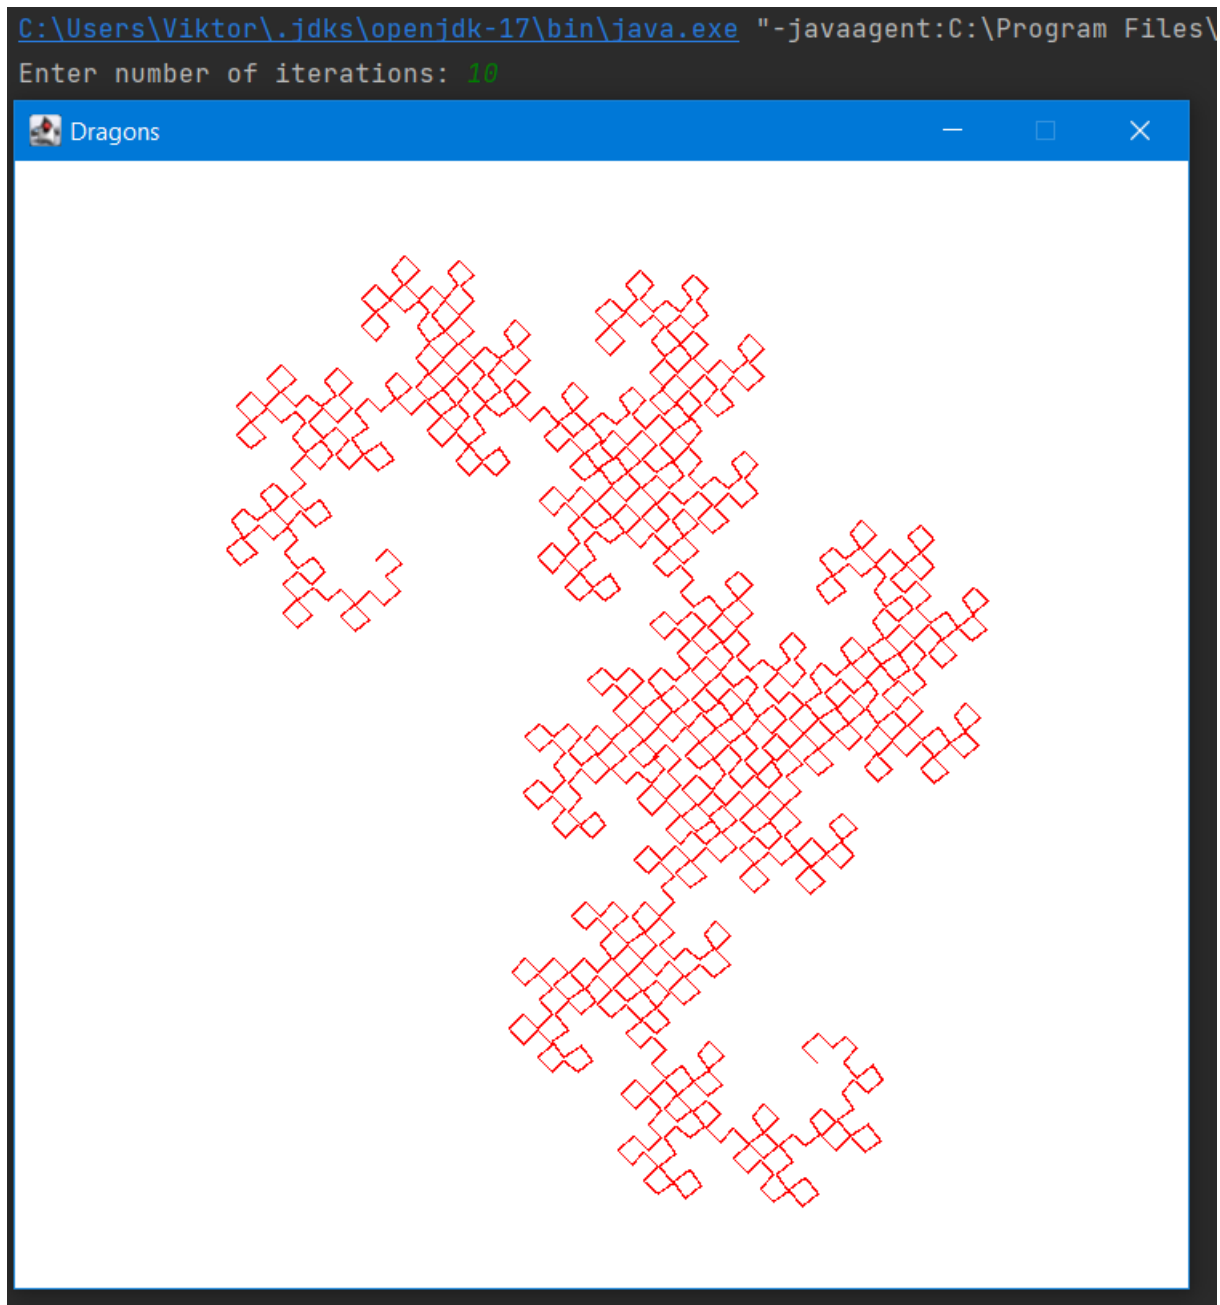 C:\Users\Viktor\.jdks\openjdk-17\bin\java.exe "-javaagent:C:\Program Files\
Enter number of iterations: 10
Dragons